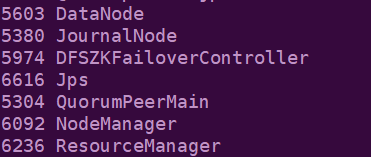 5603 DataNode
5380 JournalNode
5974 DFSZKFailoverController
6616 Jps
5304 QuorumPeerMain
6092 NodeManager
6236 ResourceManager